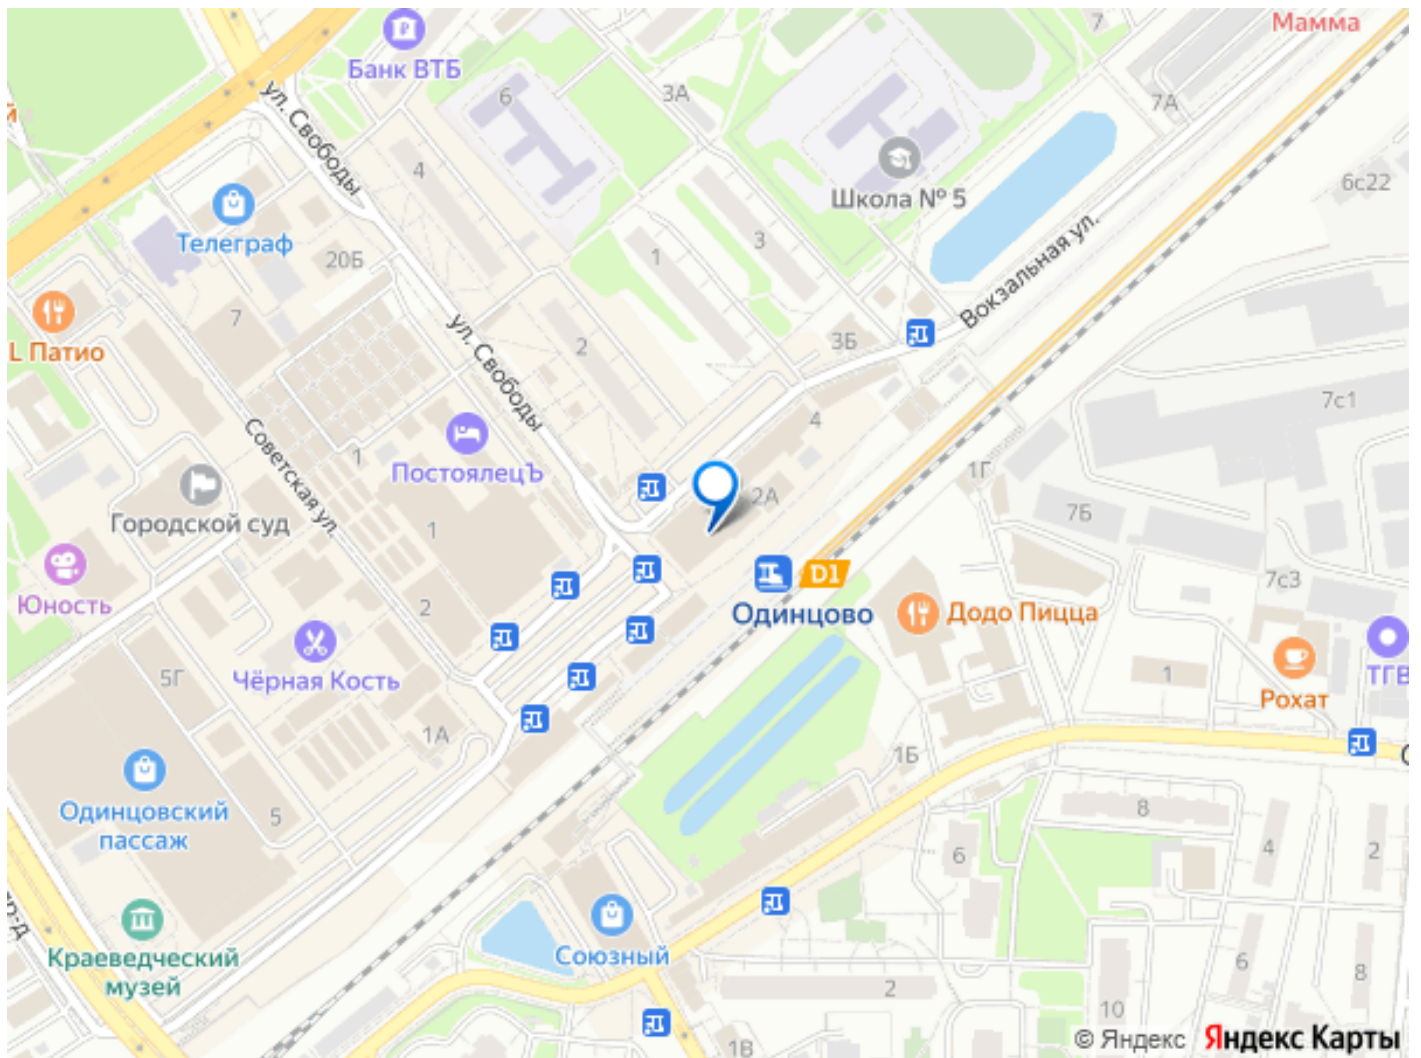 Мамма
Банк ВТБ
7
6
3А
7А
ул. Свободы
4
Школа № 5
6с22
Телеграф
20Б
1
3
Вокзальная ул.
7
L Патио
ул. Свободы
2
3Б
7с1
4
Советская ул.
1
ПостоялецЪ
1Г
2А
7Б
Городской суд
1
D1
7с3
Юность
2
Одинцово
Додо Пицца
ТГВ
5Г
Чёрная Кость
1
Рохат
1А
1Б
Одинцовский
пассаж
5
8
6
4
2
Краеведческий
музей
Союзный
пр-д
2
6
8
10
1В
© Яндекс Яндекс Карты